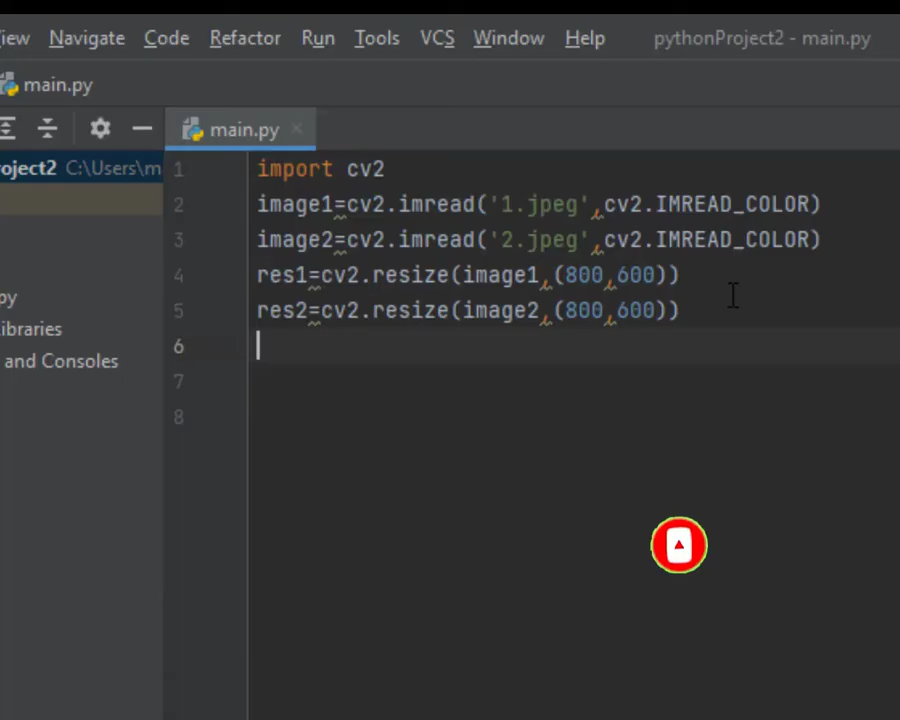 iew Navigate Code Refactor Run Tools VCS Window Help pythonProject2 - main.py
main.py
main.py
oject2 C:\Users\m
1 import cv2
2 image1=cv2.imread('1.jpeg',cv2.IMREAD_COLOR)
3 image2=cv2.imread('2.jpeg',cv2.IMREAD_COLOR)
4 res1=cv2.resize(image1,(800,600))
py
5 res2=cv2.resize(image2,(800,600))
ibraries
6
and Consoles
7
8